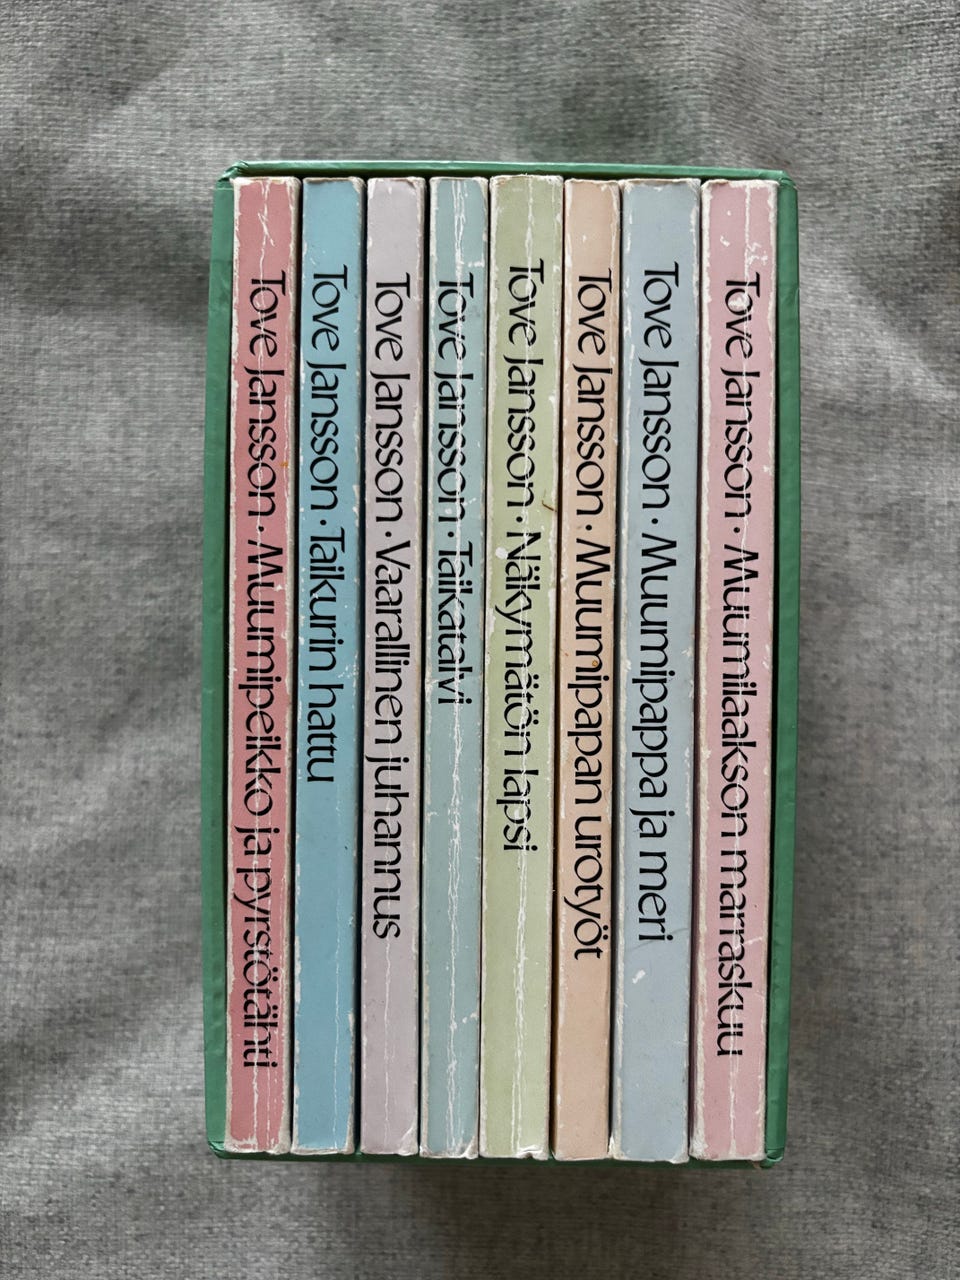 Tove Jansson · Muumipeikko ja pyrstötähti
Tove Jansson · Taikurin hattu
Tove Jansson · Vaarallinen juhannus
Tove Jansson · Taikatalvi
Tove Jansson · Näkymätön lapsi
Tove Jansson · Muumipapan urotyöt
Tove Jansson · Muumipappa ja meri
Tove Jansson · Muumilaakson marraskuu